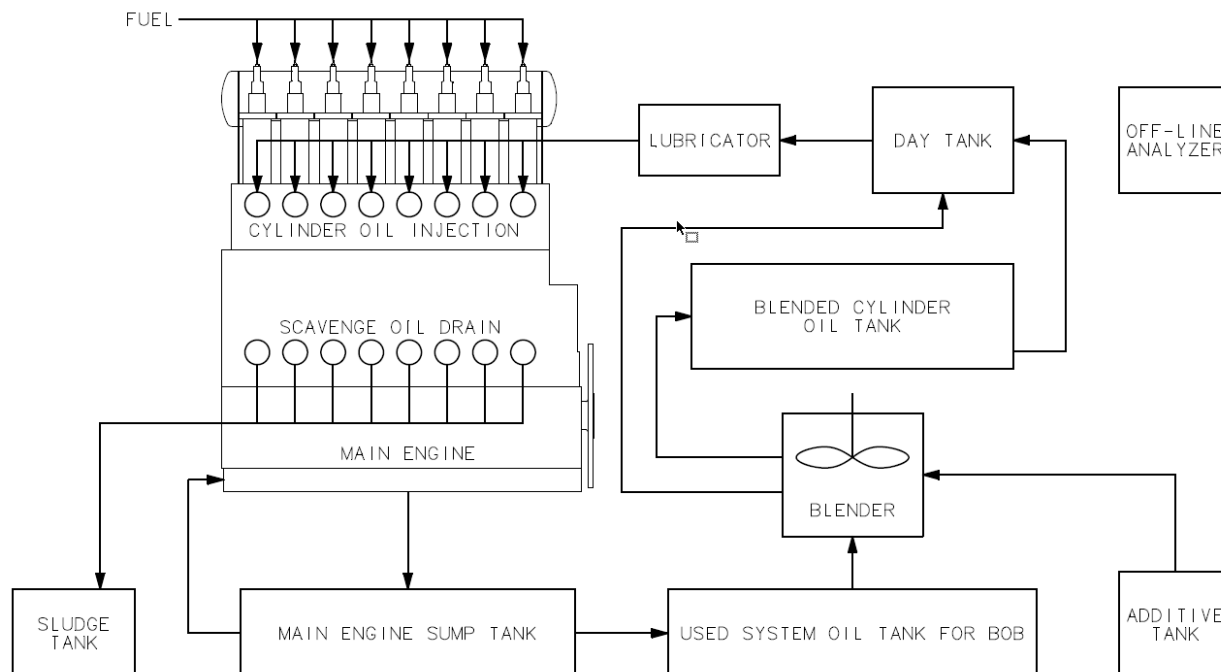 FUEL
LUBRICATOR
DAY TANK
OFF-LINE
ANALYZER
CYLINDER OIL INJECTION
BLENDED CYLINDER
OIL TANK
SCAVENGE OIL DRAIN
MAIN ENGINE
BLENDER
SLUDGE
TANK
MAIN ENGINE SUMP TANK
USED SYSTEM OIL TANK FOR BOB
ADDITIVE
TANK